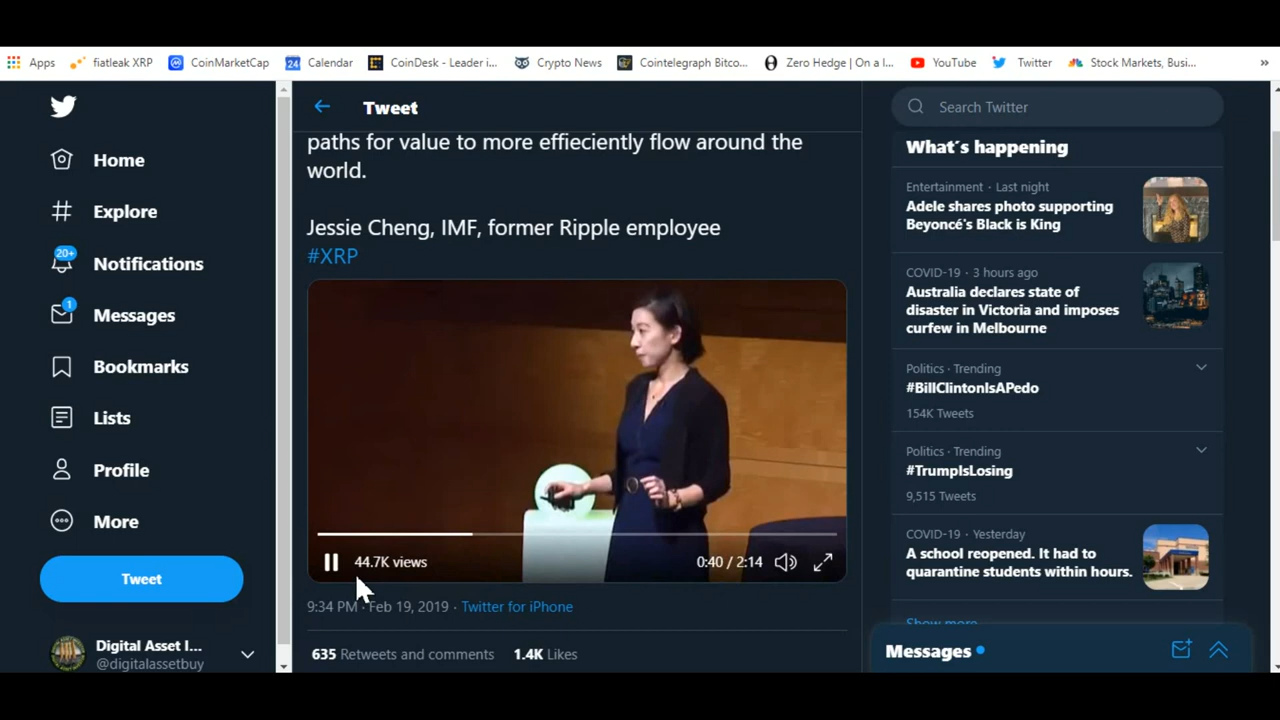 Apps fiatleak XRP CoinMarketCap 24 Calendar CoinDesk - Leader i... Crypto News Cointelegraph Bitco... Zero Hedge | On a l... YouTube Twitter Stock Markets, Busi... »
Home
Explore
20+
Notifications
1
Messages
Bookmarks
Lists
Profile
More
Tweet
Digital Asset I...
@digitalassetbuy
Tweet
paths for value to more effieciently flow around the
world.
Jessie Cheng, IMF, former Ripple employee
#XRP
44.7K views
0:40 / 2:14
9:34 PM · Feb 19, 2019 · Twitter for iPhone
635 Retweets and comments 1.4K Likes
Search Twitter
What´s happening
Entertainment · Last night
Adele shares photo supporting
Beyoncé's Black is King
COVID-19 · 3 hours ago
Australia declares state of
disaster in Victoria and imposes
curfew in Melbourne
Politics · Trending
#BillClintonIsAPedo
154K Tweets
Politics · Trending
#TrumpIsLosing
9,515 Tweets
COVID-19 · Yesterday
A school reopened. It had to
quarantine students within hours.
Show more
Messages